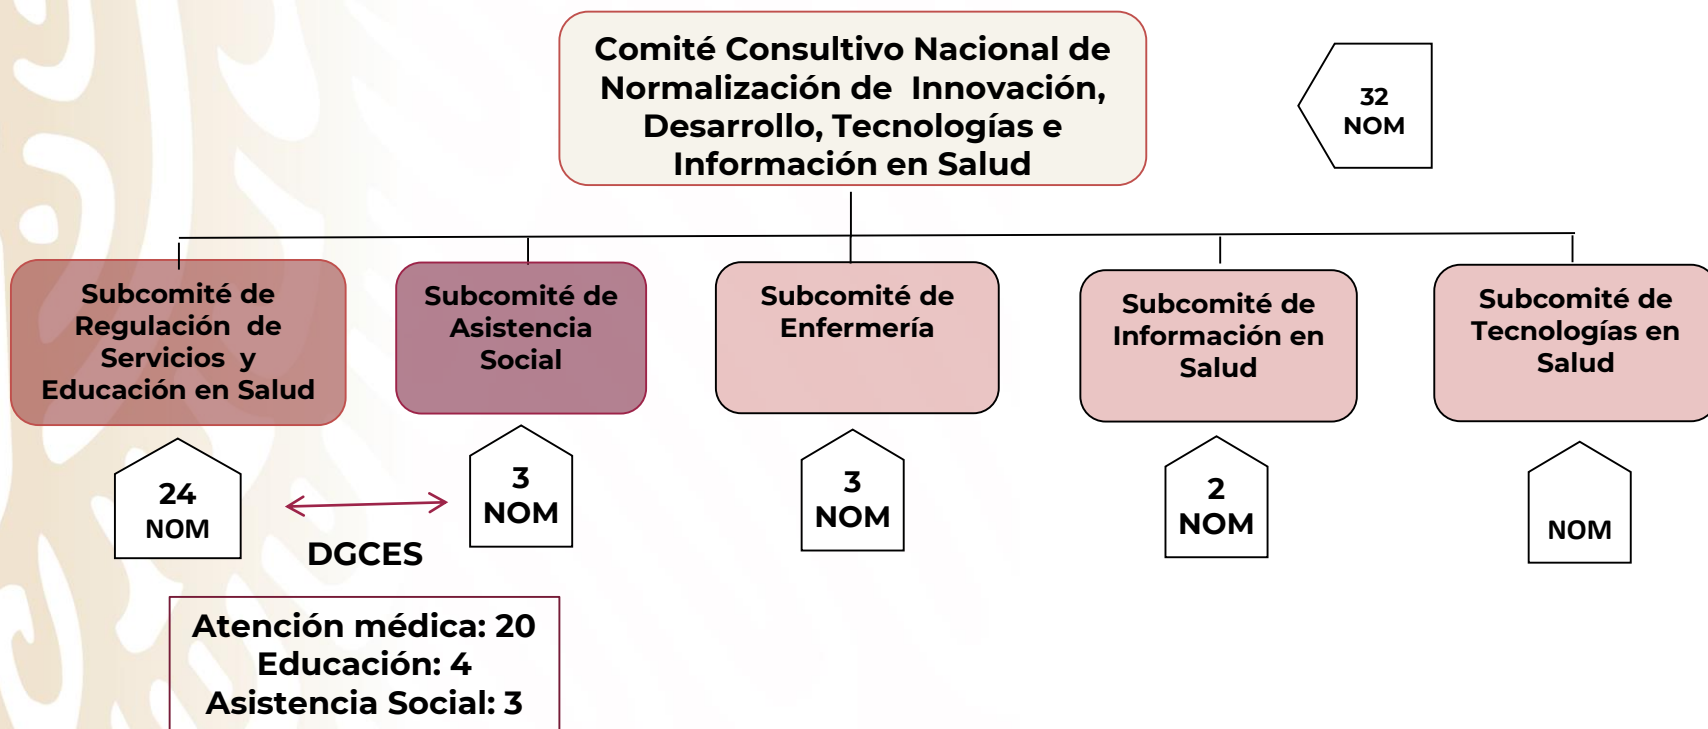 Comité Consultivo Nacional de
Normalización de Innovación,
Desarrollo, Tecnologías e
Información en Salud
32
NOM
Subcomité de
Regulación de
Servicios y
Educación en Salud
Subcomité de
Asistencia
Social
Subcomité de
Enfermería
Subcomité de
Información en
Salud
Subcomité de
Tecnologías en
Salud
24
NOM
3
NOM
3
NOM
2
NOM
NOM
DGCES
Atención médica: 20
Educación: 4
Asistencia Social: 3